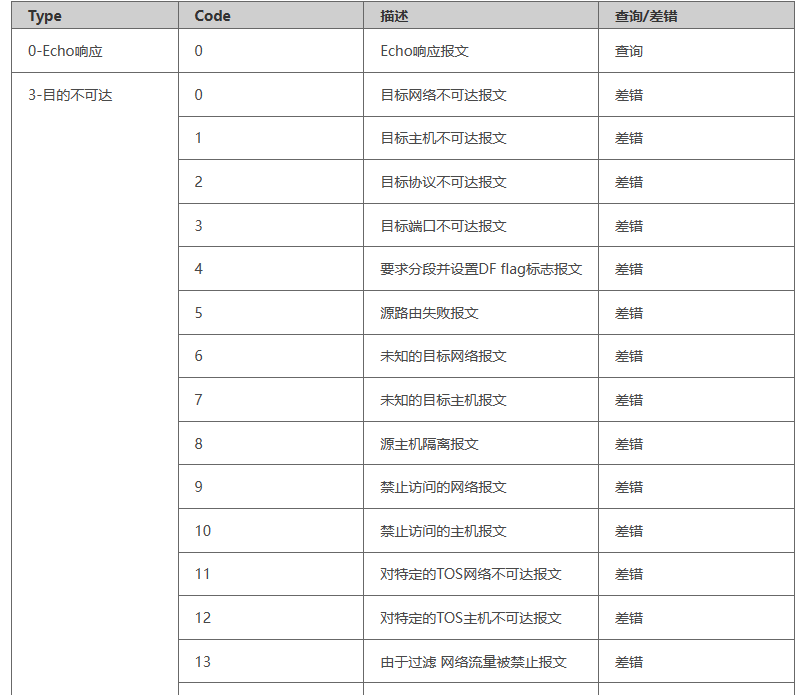 Type Code 描述 查询/差错
0-Echo响应 0 Echo响应报文 查询
3-目的不可达 0 目标网络不可达报文 差错
1 目标主机不可达报文 差错
2 目标协议不可达报文 差错
3 目标端口不可达报文 差错
4 要求分段并设置DF flag标志报文 差错
5 源路由失败报文 差错
6 未知的目标网络报文 差错
7 未知的目标主机报文 差错
8 源主机隔离报文 差错
9 禁止访问的网络报文 差错
10 禁止访问的主机报文 差错
11 对特定的TOS网络不可达报文 差错
12 对特定的TOS主机不可达报文 差错
13 由于过滤 网络流量被禁止报文 差错